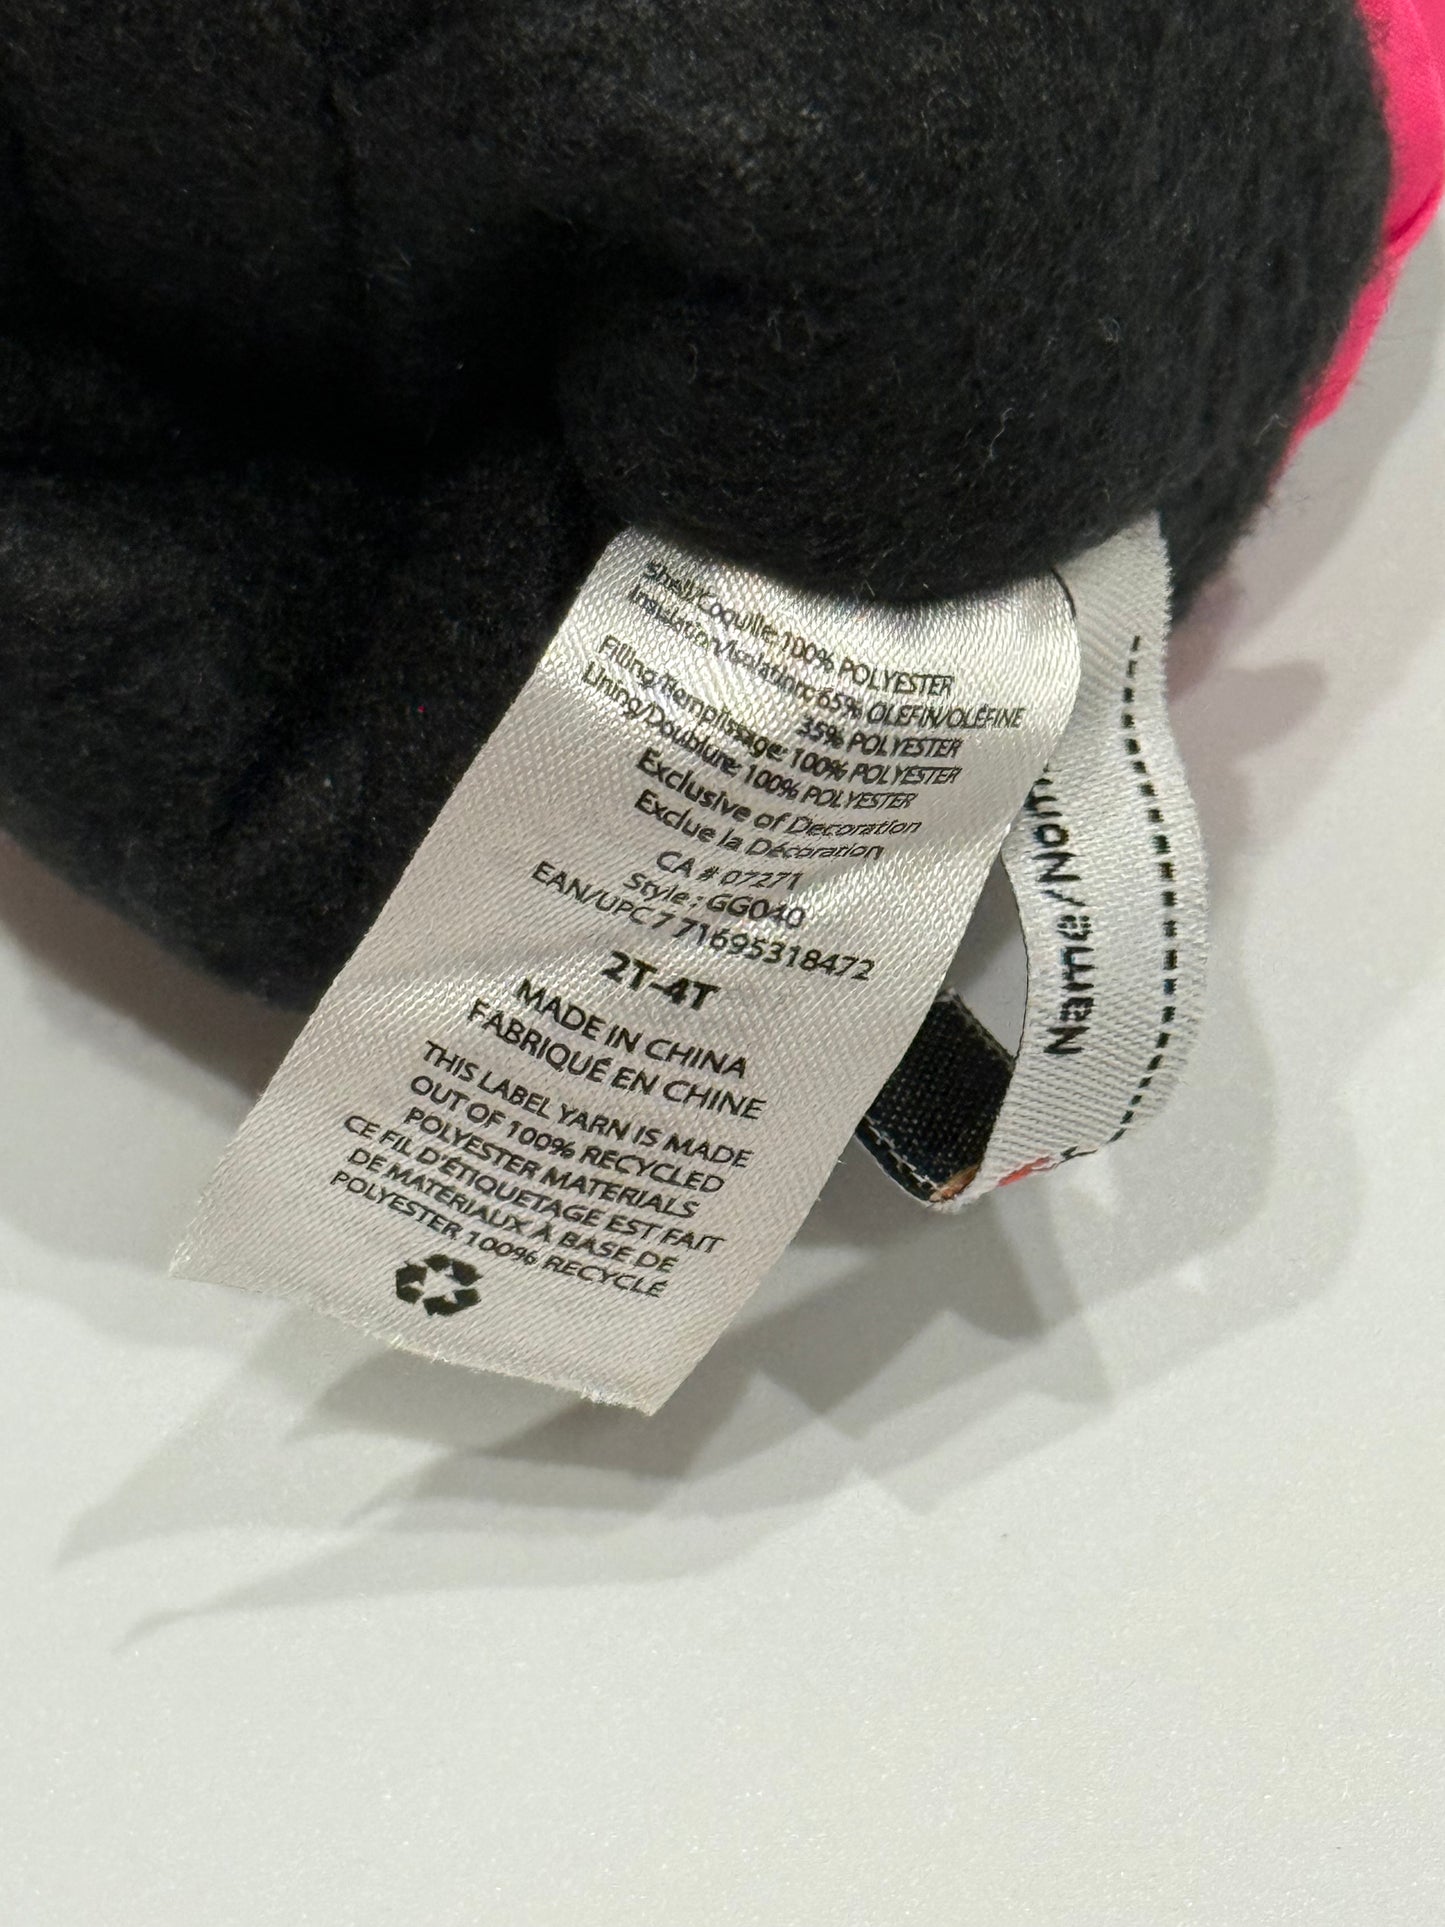 Shell/Coquille: 100% POLYESTER
Insulation/Isolation: 65% OLEFIN/OLÉFINE
35% POLYESTER
Filling/Remplissage: 100% POLYESTER
Lining/Doublure: 100% POLYESTER
Exclusive of Decoration
Exclue la Décoration
CA # 07271
Style : GG040
EAN/UPC 7 71695318472
2T-4T
MADE IN CHINA
FABRIQUÉ EN CHINE
THIS LABEL YARN IS MADE
OUT OF 100% RECYCLED
POLYESTER MATERIALS
CE FIL D'ÉTIQUETAGE EST FAIT
DE MATÉRIAUX À BASE DE
POLYESTER 100% RECYCLÉ
Name/Nom